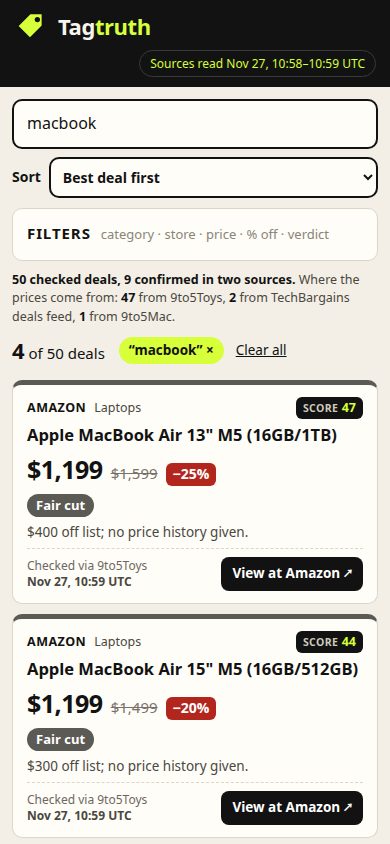 Tagtruth
Sources read Nov 27, 10:58–10:59 UTC
macbook
Sort Best deal first
FILTERS category · store · price · % off · verdict
50 checked deals, 9 confirmed in two sources. Where the
prices come from: 47 from 9to5Toys, 2 from TechBargains
deals feed, 1 from 9to5Mac.
4 of 50 deals "macbook" × Clear all
AMAZON Laptops SCORE 47
Apple MacBook Air 13" M5 (16GB/1TB)
$1,199 $1,599 −25%
Fair cut
$400 off list; no price history given.
Checked via 9to5Toys
Nov 27, 10:59 UTC
View at Amazon ↗
AMAZON Laptops SCORE 44
Apple MacBook Air 15" M5 (16GB/512GB)
$1,199 $1,499 −20%
Fair cut
$300 off list; no price history given.
Checked via 9to5Toys
Nov 27, 10:59 UTC
View at Amazon ↗